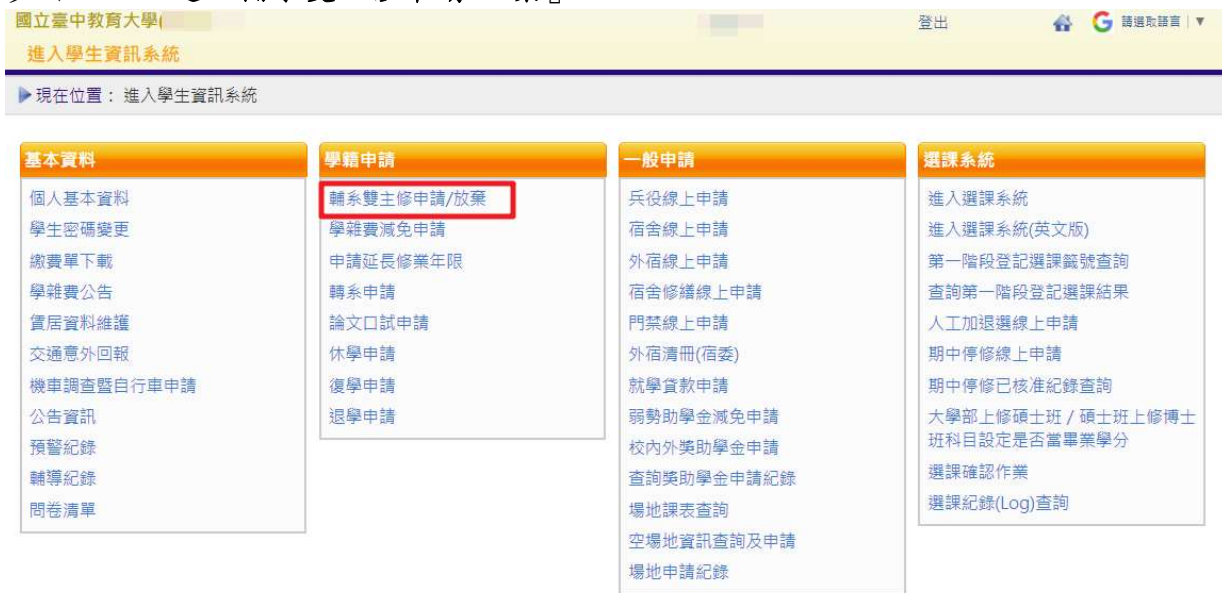 國立臺中教育大學(
登出
請選取語言 | ▼
進入學生資訊系統
現在位置： 進入學生資訊系統
基本資料
個人基本資料
學生密碼變更
繳費單下載
學雜費公告
賃居資料維護
交通意外回報
機車調查暨自行車申請
公告資訊
預警紀錄
輔導紀錄
問卷清單
學籍申請
輔系雙主修申請/放棄
學雜費減免申請
申請延長修業年限
轉系申請
論文口試申請
休學申請
復學申請
退學申請
一般申請
兵役線上申請
宿舍線上申請
外宿線上申請
宿舍修繕線上申請
門禁線上申請
外宿清冊(宿委)
就學貸款申請
弱勢助學金減免申請
校內外獎助學金申請
查詢獎助學金申請紀錄
場地課表查詢
空場地資訊查詢及申請
場地申請紀錄
選課系統
進入選課系統
進入選課系統(英文版)
第一階段登記選課籤號查詢
查詢第一階段登記選課結果
人工加退選線上申請
期中停修線上申請
期中停修已核准紀錄查詢
大學部上修碩士班 / 碩士班上修博士
班科目設定是否當畢業學分
選課確認作業
選課紀錄(Log)查詢